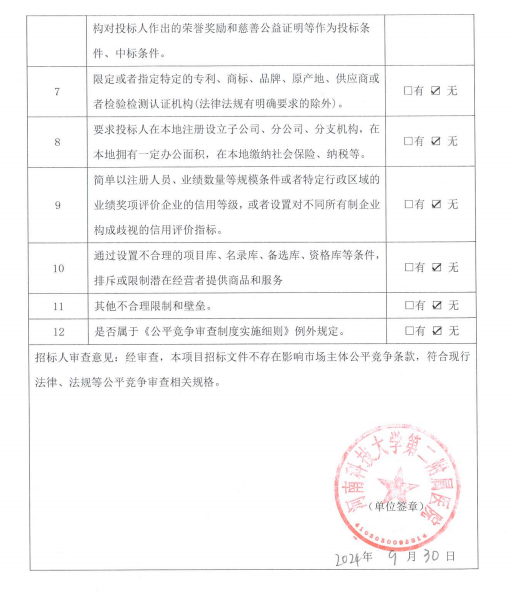 构对投标人作出的荣誉奖励和慈善公益证明等作为投标条
件、中标条件。
7
限定或者指定特定的专利、商标、品牌、原产地、供应商或
者检验检测认证机构(法律法规有明确要求的除外)。
☐有 ☑ 无
8
要求投标人在本地注册设立子公司、分公司、分支机构，在
本地拥有一定办公面积，在本地缴纳社会保险、纳税等。
☐有 ☑ 无
9
简单以注册人员、业绩数量等规模条件或者特定行政区域的
业绩奖项评价企业的信用等级，或者设置对不同所有制企业
构成歧视的信用评价指标。
☐有 ☑ 无
10
通过设置不合理的项目库、名录库、备选库、资格库等条件，
排斥或限制潜在经营者提供商品和服务
☐有 ☑ 无
11
其他不合理限制和壁垒。
☐有 ☑ 无
12
是否属于《公平竞争审查制度实施细则》例外规定。
☐有 ☑ 无
招标人审查意见：经审查，本项目招标文件不存在影响市场主体公平竞争条款，符合现行
法律、法规等公平竞争审查相关规格。
河南科技大学第二附属医院
（单位签章）
2024年 9 月 30 日